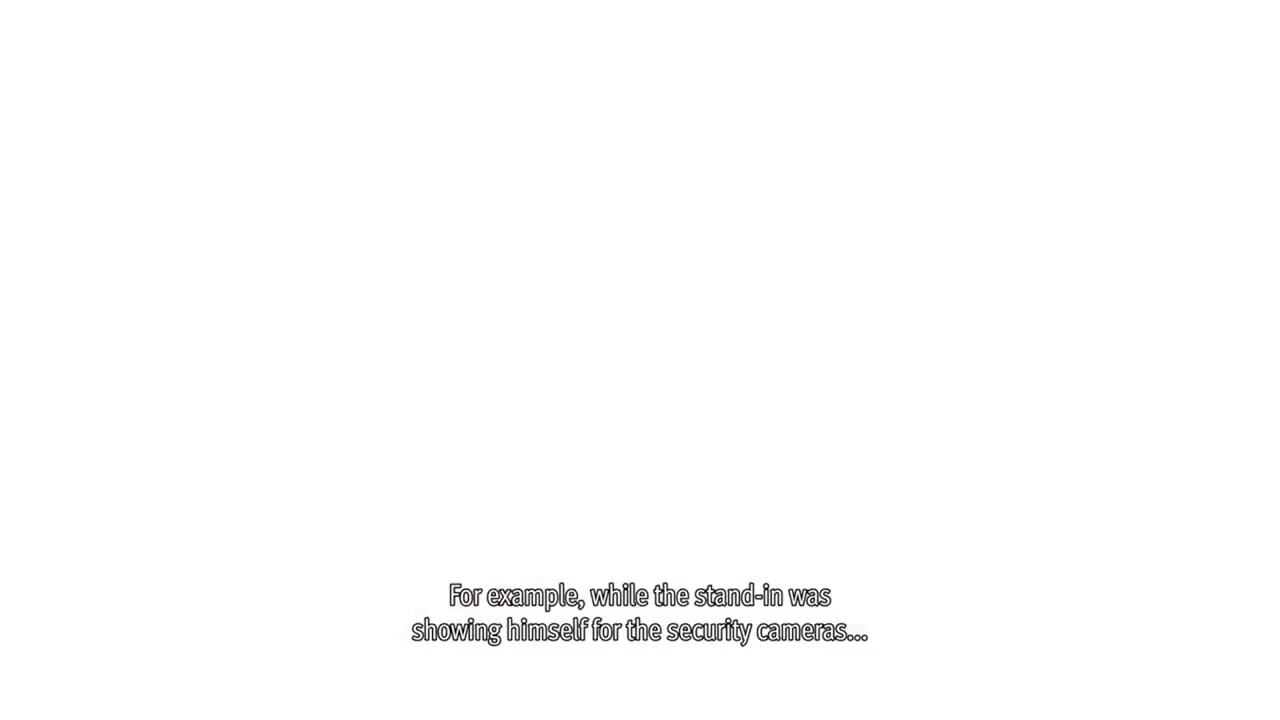 For example, while the stand-in was
showing himself for the security cameras...